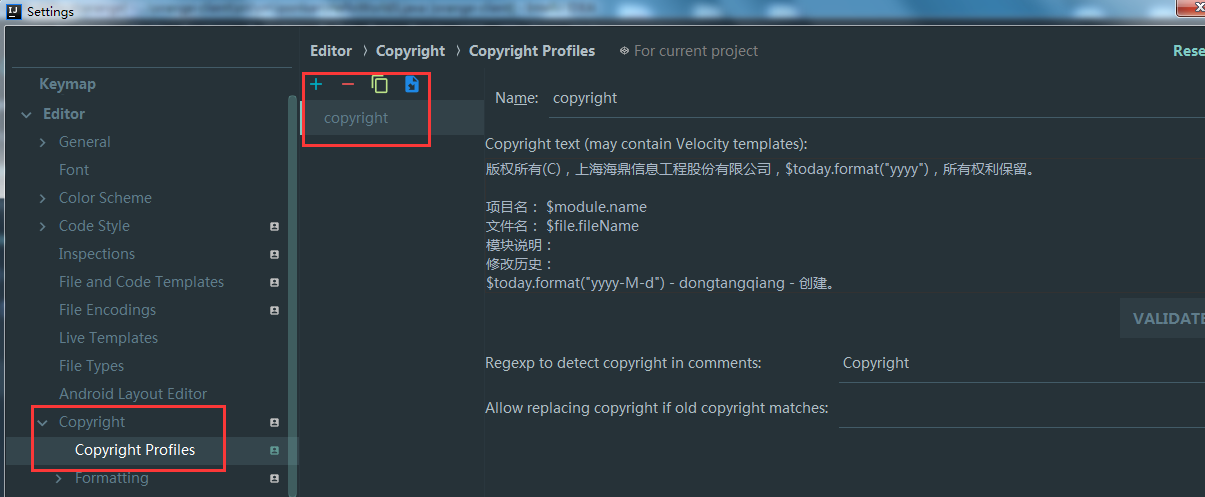 Settings
Editor › Copyright › Copyright Profiles For current project Rese
Keymap
Editor
General
Font
Color Scheme
Code Style
Inspections
File and Code Templates
File Encodings
Live Templates
File Types
Android Layout Editor
Copyright
Copyright Profiles
Formatting
copyright
Name: copyright
Copyright text (may contain Velocity templates):
版权所有(C)，上海海鼎信息工程股份有限公司，$today.format("yyyy")，所有权利保留。
项目名： $module.name
文件名： $file.fileName
模块说明：
修改历史：
$today.format("yyyy-M-d") - dongtangqiang - 创建。
VALIDATE
Regexp to detect copyright in comments: Copyright
Allow replacing copyright if old copyright matches: